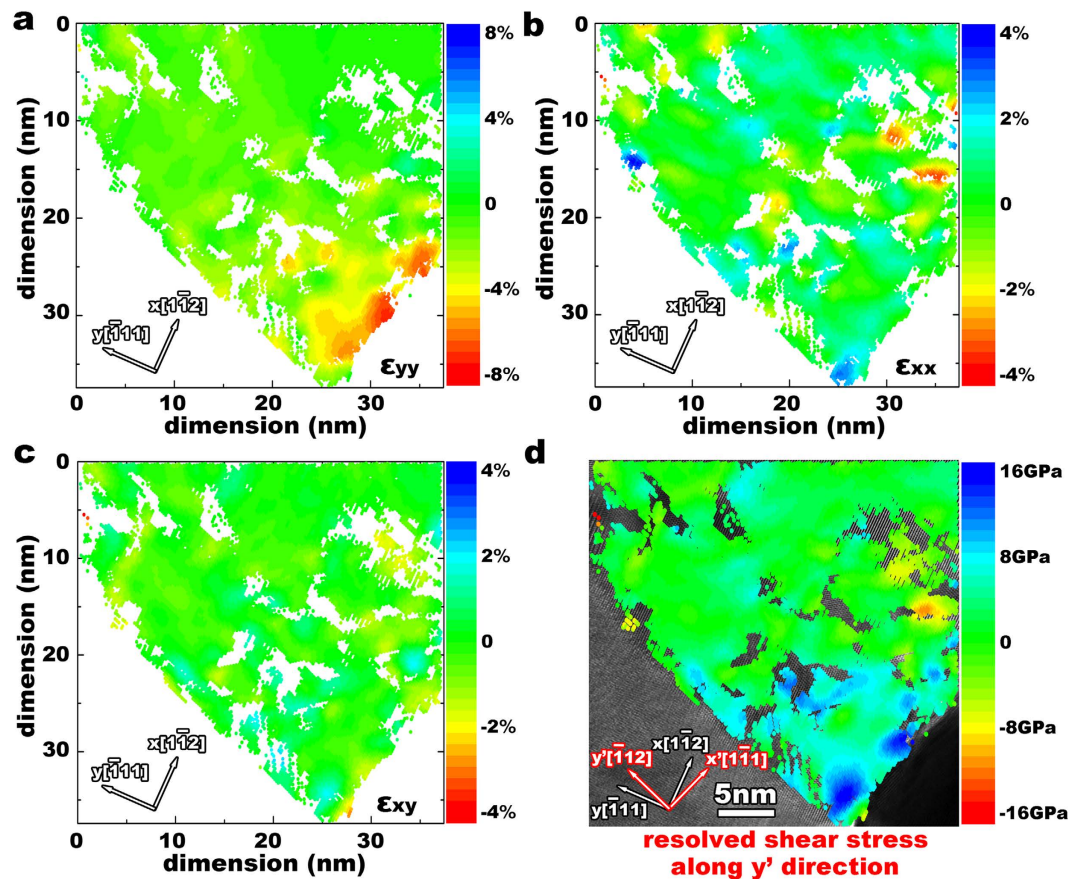 a
8%
4%
0
-4%
-8%
0
10
20
30
dimension (nm)
x[11̄2]
y[1̄11]
εyy
0 10 20 30
dimension (nm)
b
4%
2%
0
-2%
-4%
0
10
20
30
dimension (nm)
x[11̄2]
y[1̄11]
εxx
0 10 20 30
dimension (nm)
c
4%
2%
0
-2%
-4%
0
10
20
30
dimension (nm)
x[11̄2]
y[1̄11]
εxy
0 10 20 30
dimension (nm)
d
16GPa
8GPa
0
-8GPa
-16GPa
x[11̄2]
y'[1̄12]
x'[11̄1]
y[1̄11]
5nm
resolved shear stress
along y' direction